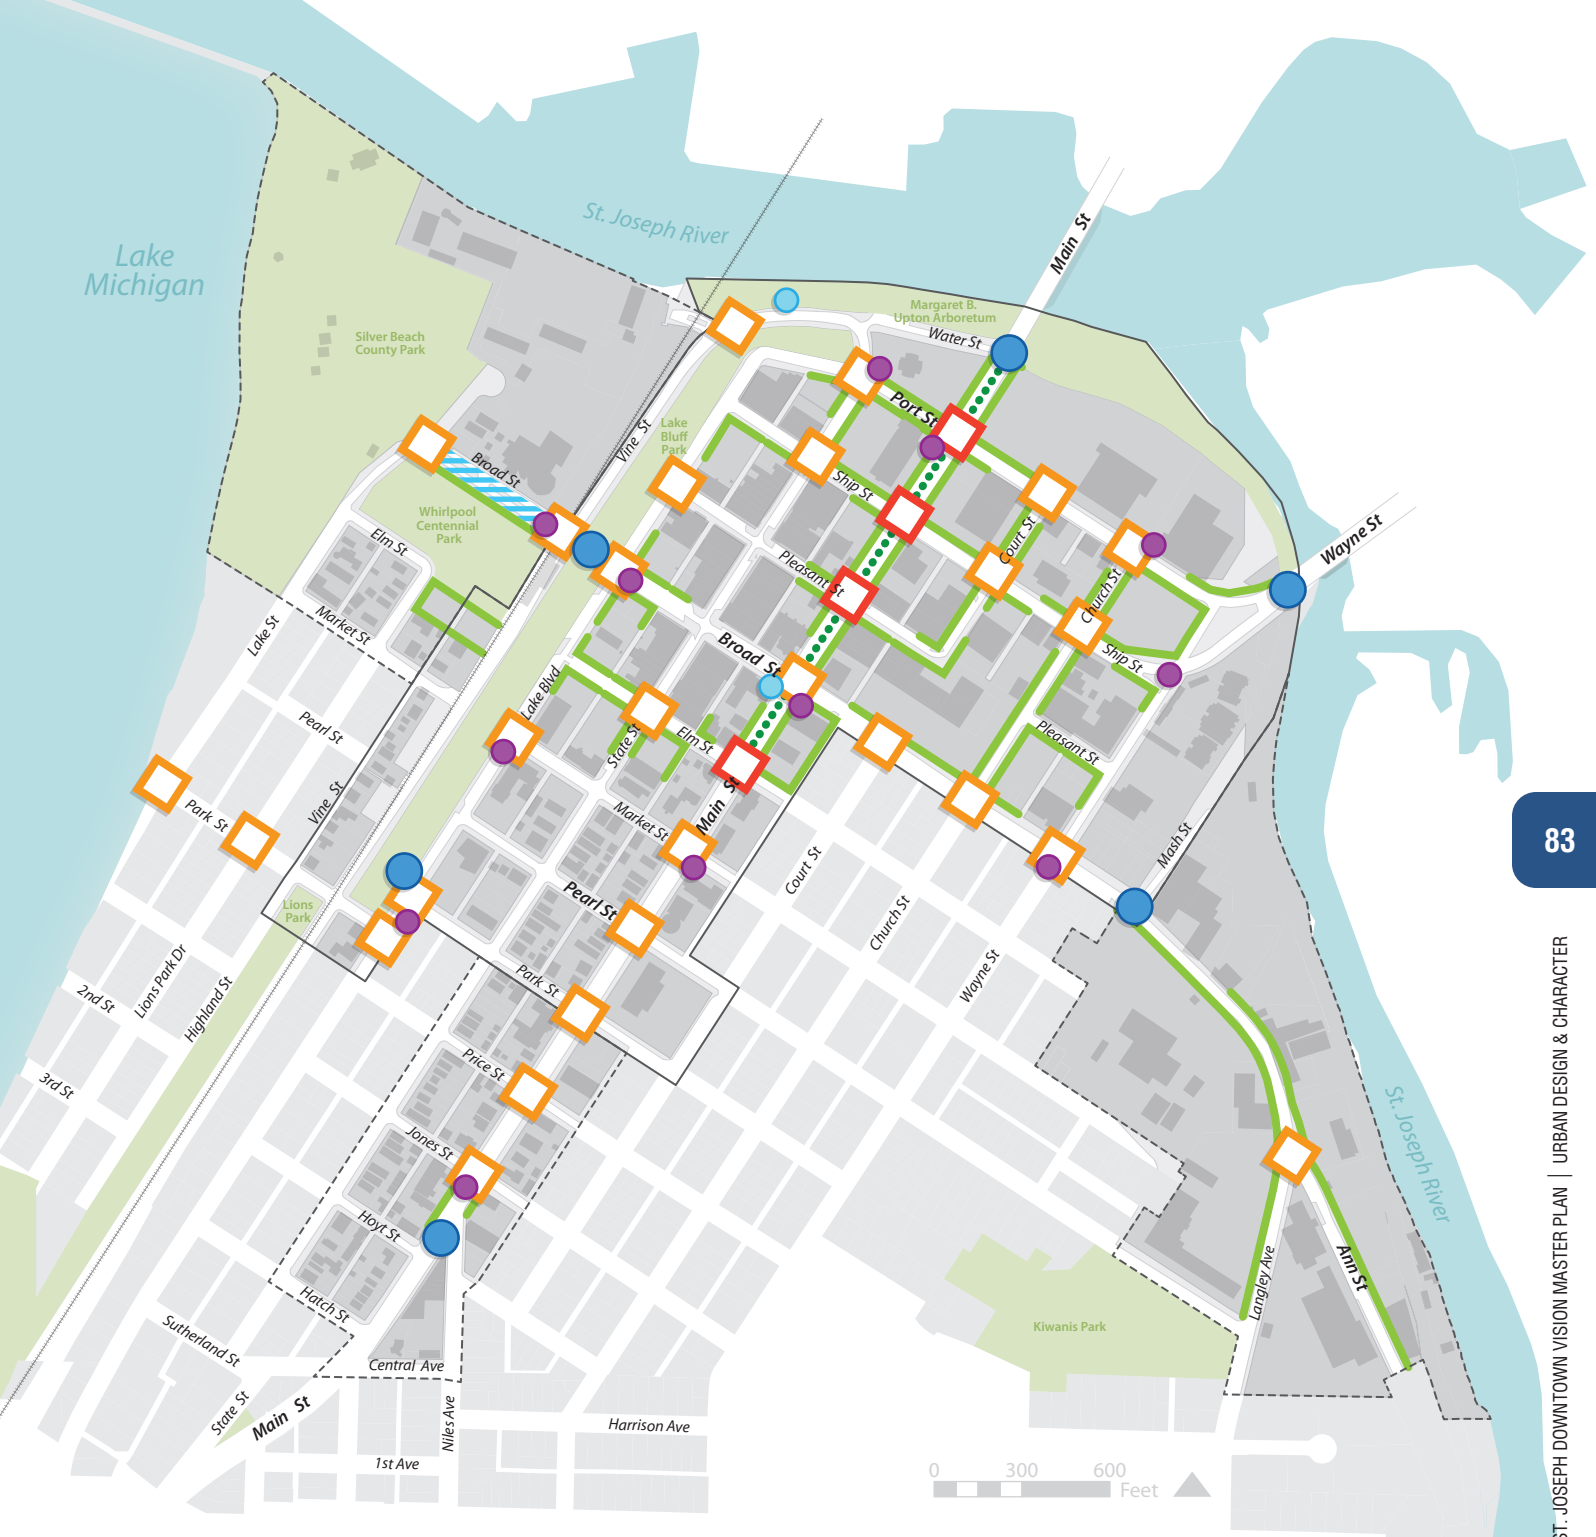 St. Joseph River
Lake
Michigan
Main St
Margaret B.
Upton Arboretum
Water St
Silver Beach
County Park
Port St
Lake
Bluff
Park
Vine St
Broad St
Ship St
Whirlpool
Centennial
Park
Elm St
Court St
Wayne St
Pleasant St
Church St
Market St
Lake St
Broad St
Ship St
Lake Blvd
Pearl St
State St
Elm St
Pleasant St
Vine St
Park St
Main St
Market St
Mash St
83
Court St
Pearl St
Lions
Park
Church St
Park St
Wayne St
Lions Park Dr
Highland St
2nd St
3rd St
Price St
Jones St
St. Joseph River
Hoyt St
Hatch St
Langley Ave
Ann St
Kiwanis Park
Sutherland St
Central Ave
State St
Main St
Niles Ave
Harrison Ave
1st Ave
0 300 600
Feet
ST. JOSEPH DOWNTOWN VISION MASTER PLAN | URBAN DESIGN & CHARACTER